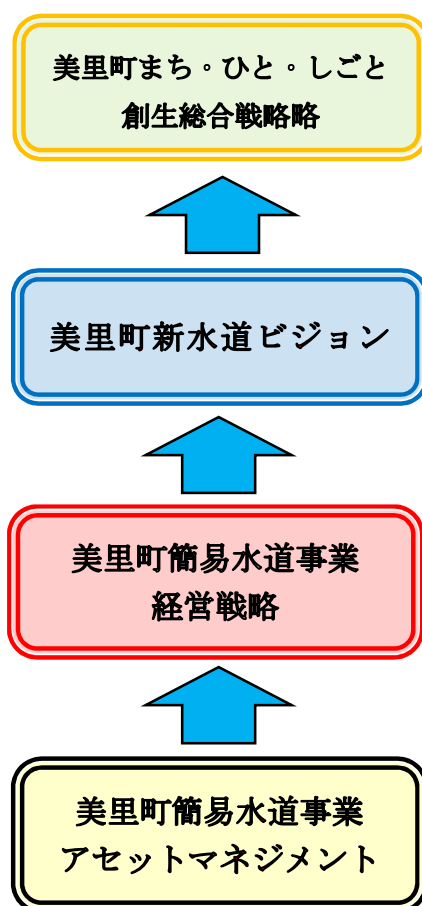 美里町まち・ひと・しごと
創生総合戦略略
美里町新水道ビジョン
美里町簡易水道事業
経営戦略
美里町簡易水道事業
アセットマネジメント